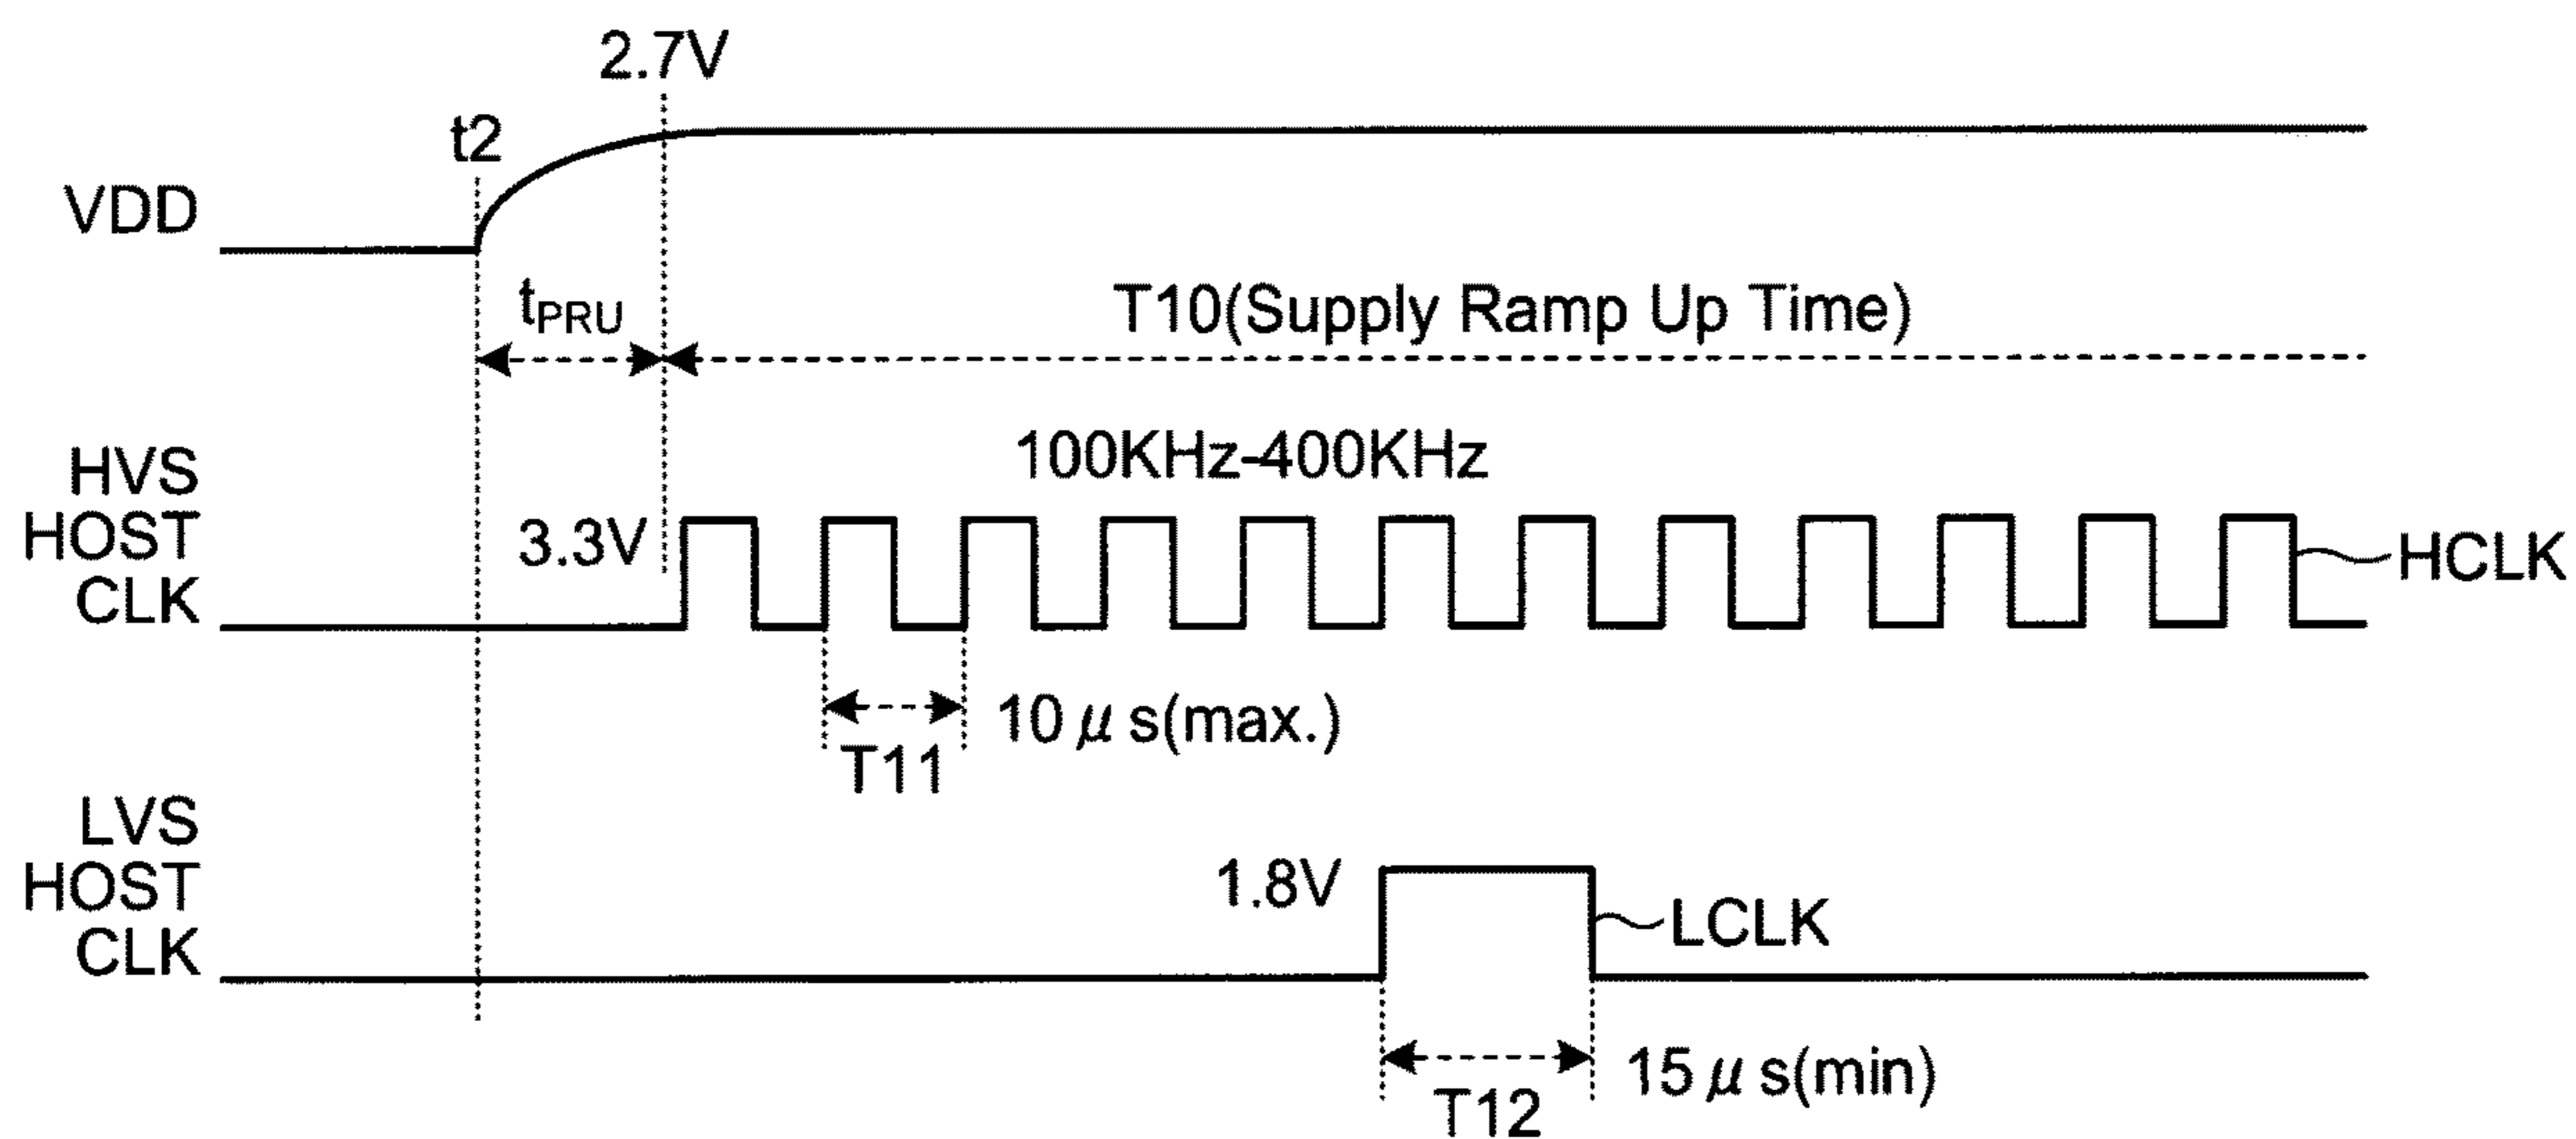 2.7V
t2
VDD
tPRU
T10(Supply Ramp Up Time)
HVS
HOST
CLK
100KHz-400KHz
3.3V
HCLK
10μs(max.)
T11
LVS
HOST
CLK
1.8V
LCLK
15μs(min)
T12